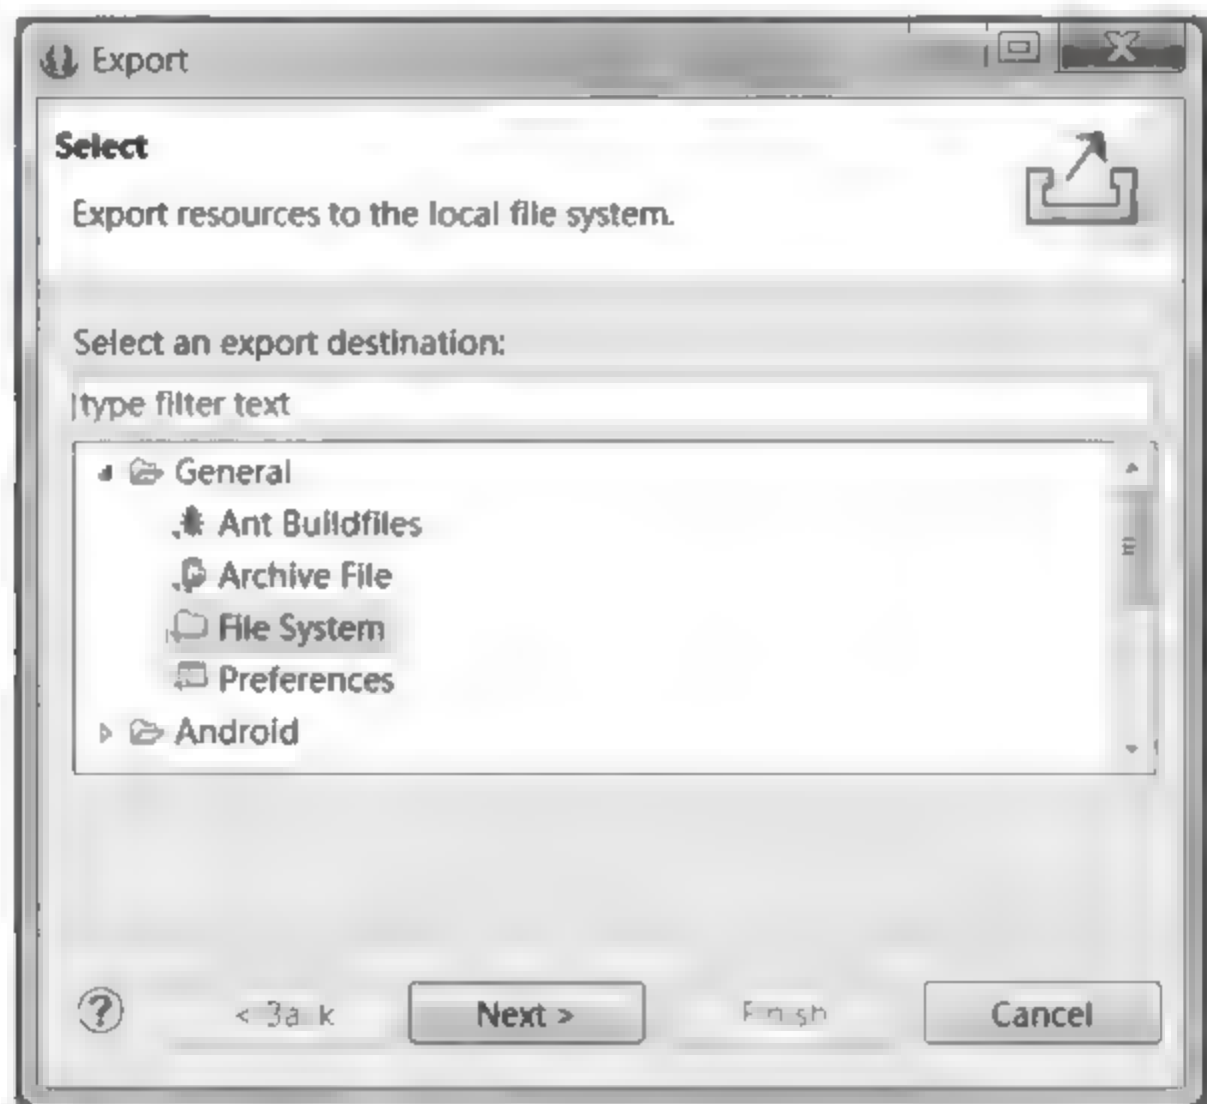 Export
Select
Export resources to the local file system.
Select an export destination:
type filter text
General
Ant Buildfiles
Archive File
File System
Preferences
Android
? Next > Cancel